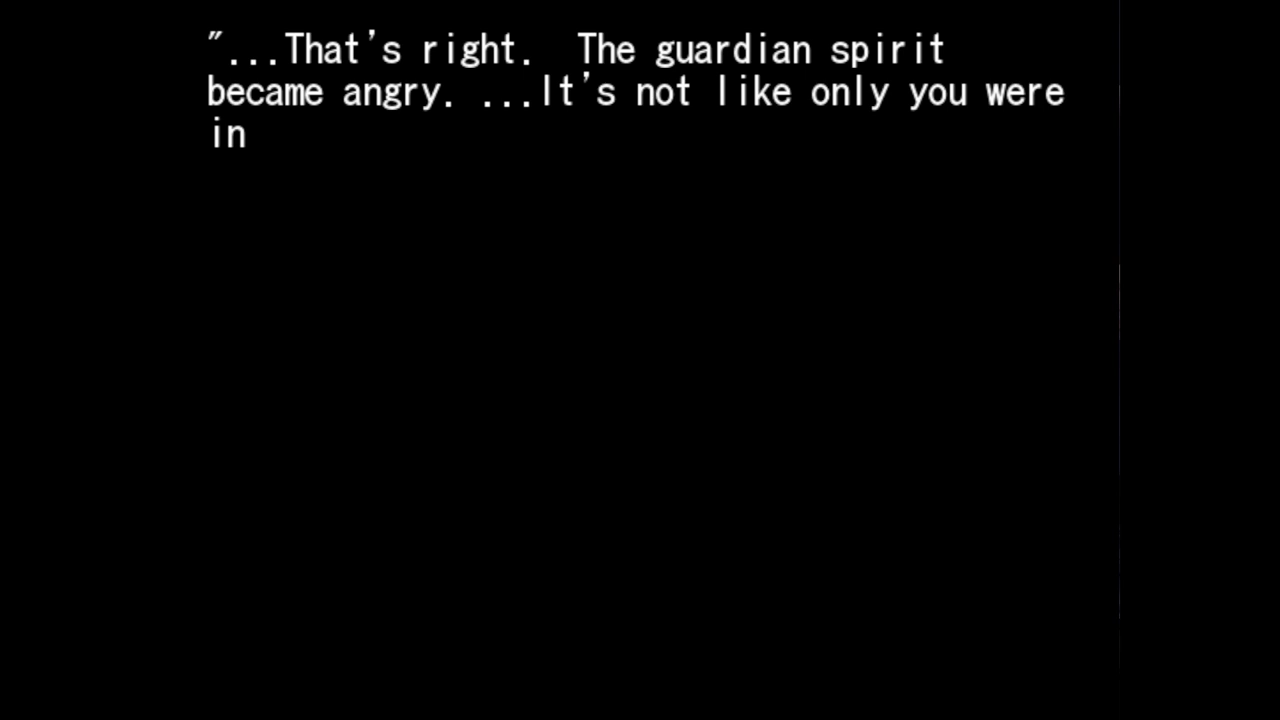 "...That's right.  The guardian spirit
became angry. ...It's not like only you were
in